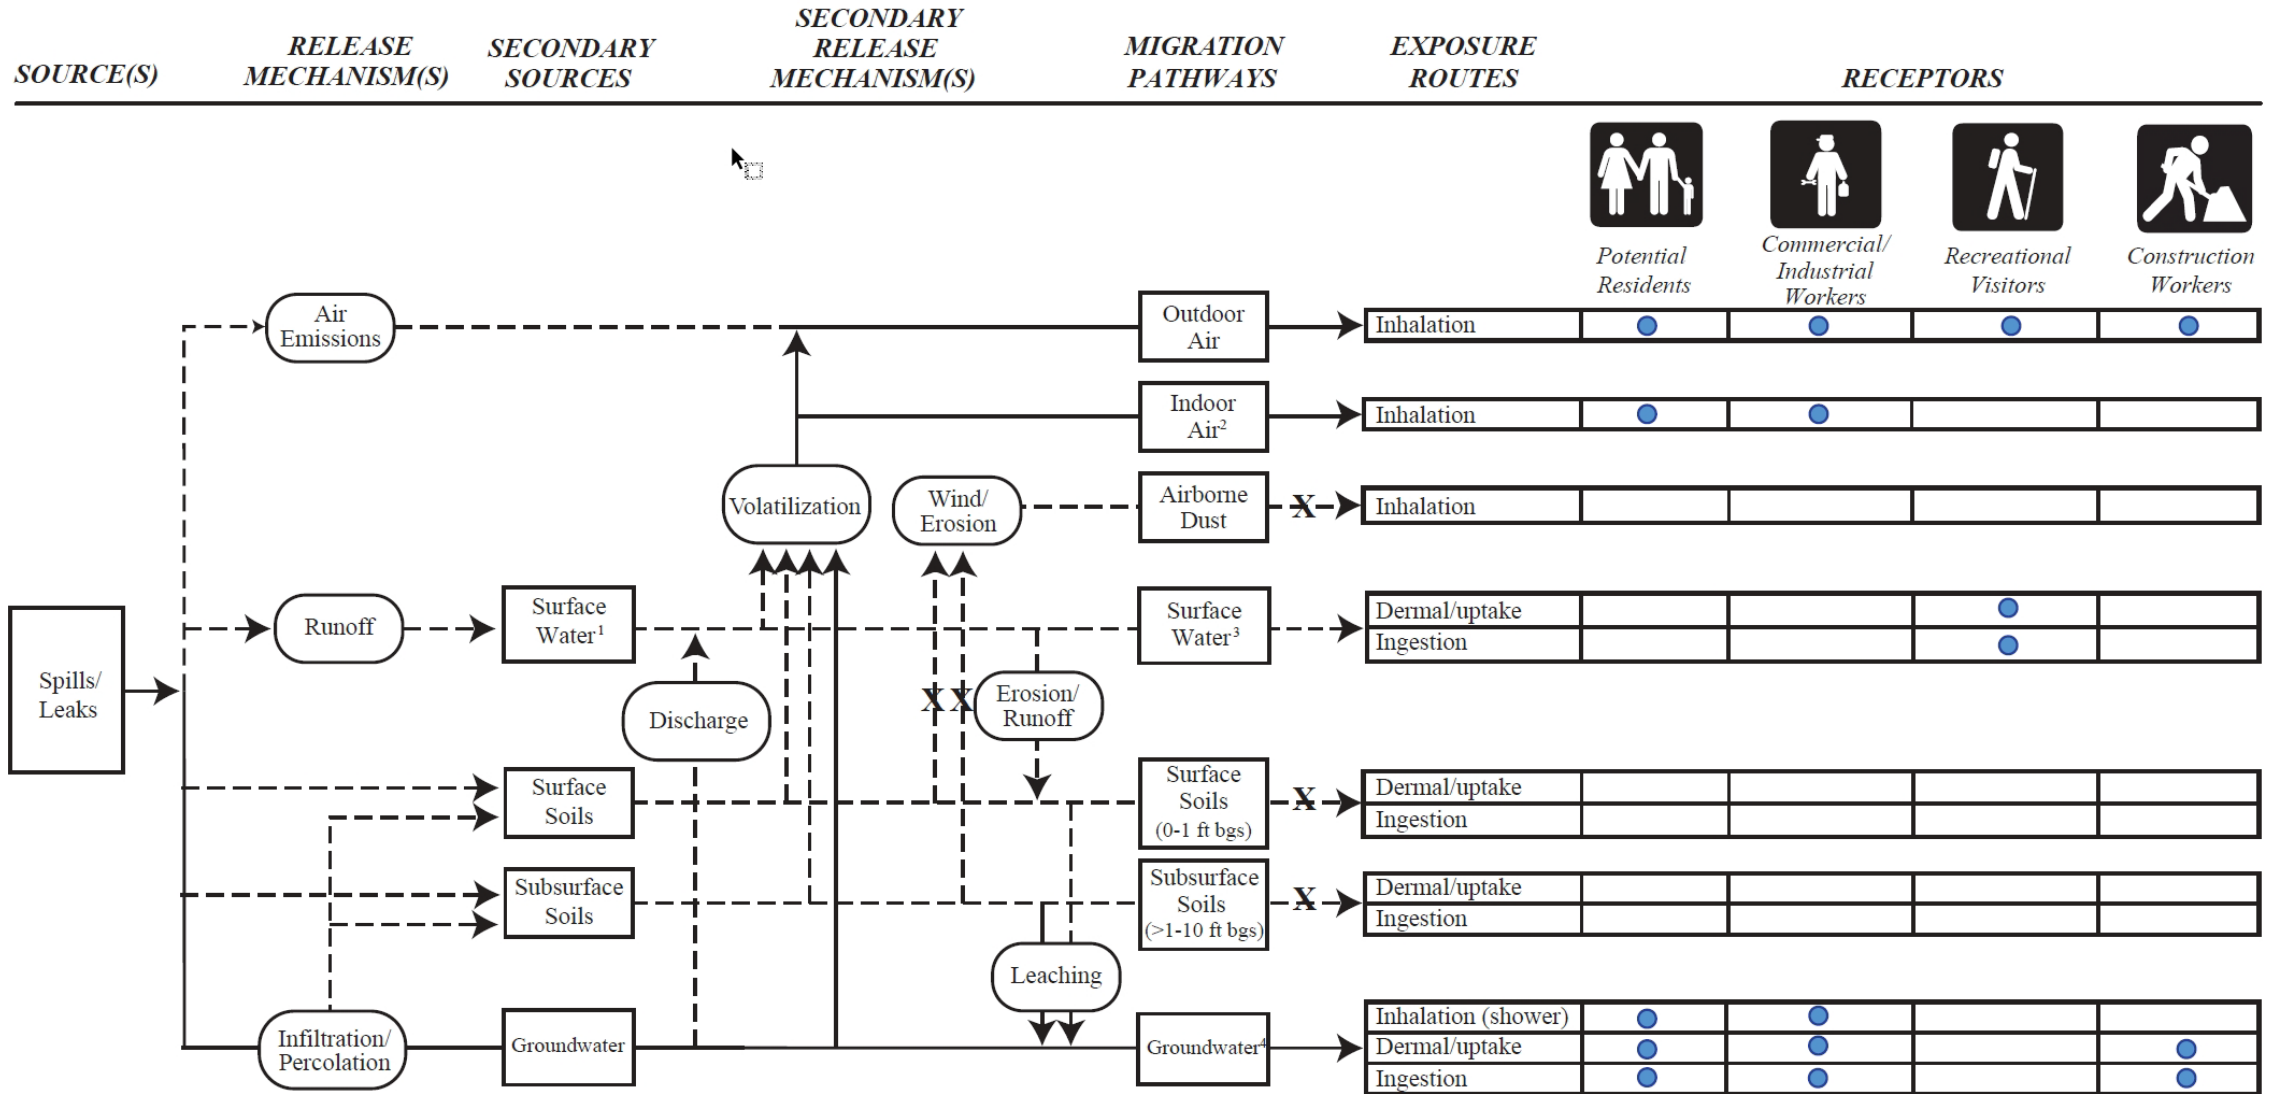 SOURCE(S)
RELEASE
MECHANISM(S)
SECONDARY
SOURCES
SECONDARY
RELEASE
MECHANISM(S)
MIGRATION
PATHWAYS
EXPOSURE
ROUTES
RECEPTORS
Potential
Residents
Commercial/
Industrial
Workers
Recreational
Visitors
Construction
Workers
Air
Emissions
Outdoor
Air
Inhalation
Indoor
Air²
Inhalation
Volatilization
Wind/
Erosion
Airborne
Dust
X
Inhalation
Spills/
Leaks
Runoff
Surface
Water¹
Surface
Water³
Dermal/uptake
Ingestion
Discharge
X X
Erosion/
Runoff
Surface
Soils
Surface
Soils
(0-1 ft bgs)
X
Dermal/uptake
Ingestion
Subsurface
Soils
Subsurface
Soils
(>1-10 ft bgs)
X
Dermal/uptake
Ingestion
Leaching
Infiltration/
Percolation
Groundwater
Groundwater⁴
Inhalation (shower)
Dermal/uptake
Ingestion